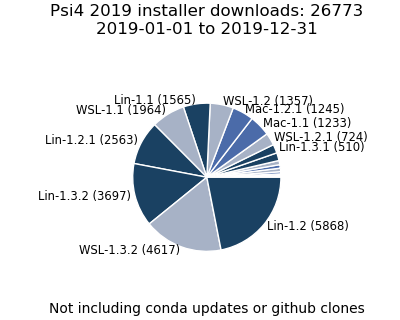 Psi4 2019 installer downloads: 26773
2019-01-01 to 2019-12-31
Lin-1.1 (1565)
WSL-1.2 (1357)
WSL-1.1 (1964)
Mac-1.2.1 (1245)
Mac-1.1 (1233)
Lin-1.2.1 (2563)
WSL-1.2.1 (724)
Lin-1.3.1 (510)
Lin-1.3.2 (3697)
Lin-1.2 (5868)
WSL-1.3.2 (4617)
Not including conda updates or github clones